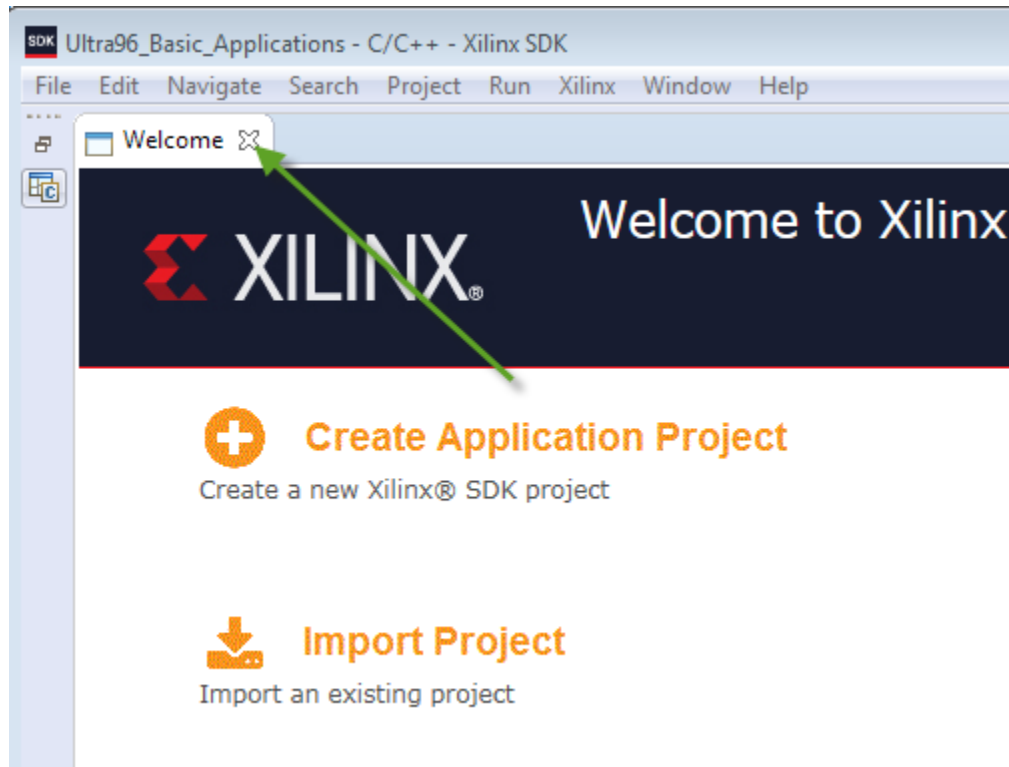 SDK Ultra96_Basic_Applications - C/C++ - Xilinx SDK
File Edit Navigate Search Project Run Xilinx Window Help
Welcome
C
XILINX®
Welcome to Xilinx
Create Application Project
Create a new Xilinx® SDK project
Import Project
Import an existing project